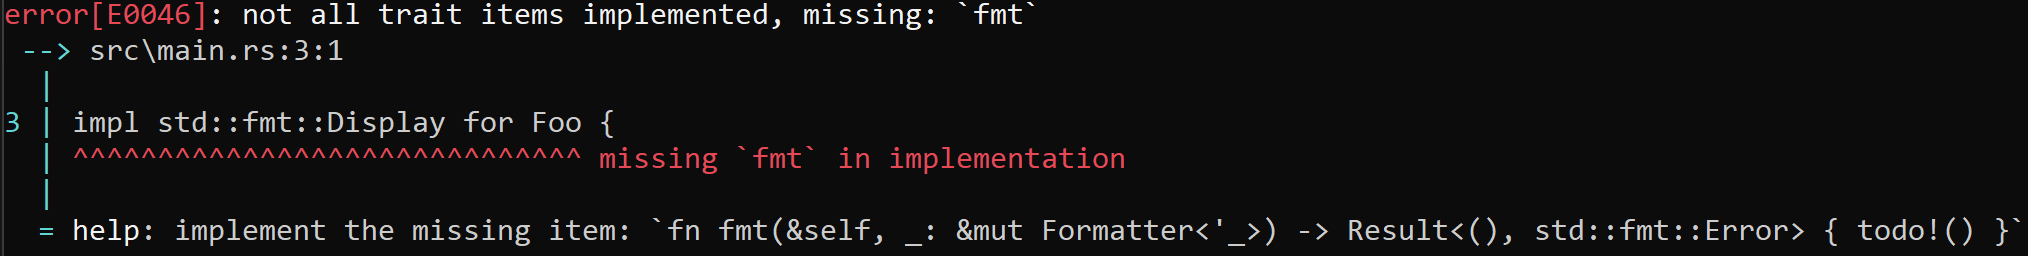 error[E0046]: not all trait items implemented, missing: `fmt`
 --> src\main.rs:3:1
  |
3 | impl std::fmt::Display for Foo {
  | ^^^^^^^^^^^^^^^^^^^^^^^^^^^^^^ missing `fmt` in implementation
  |
  = help: implement the missing item: `fn fmt(&self, _: &mut Formatter<'_>) -> Result<(), std::fmt::Error> { todo!() }`